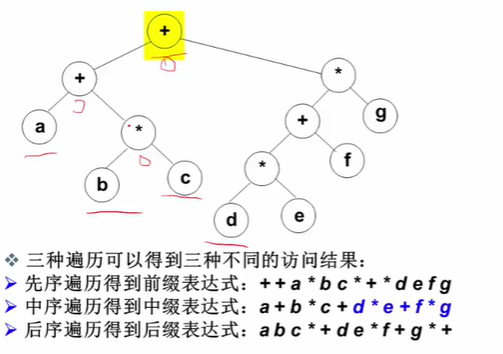 +
+
*
a
*
+
g
b
c
*
f
d
e
三种遍历可以得到三种不同的访问结果:
先序遍历得到前缀表达式: + + a * b c * + * d e f g
中序遍历得到中缀表达式: a + b * c + d * e + f * g
后序遍历得到后缀表达式: a b c * + d e * f + g * +